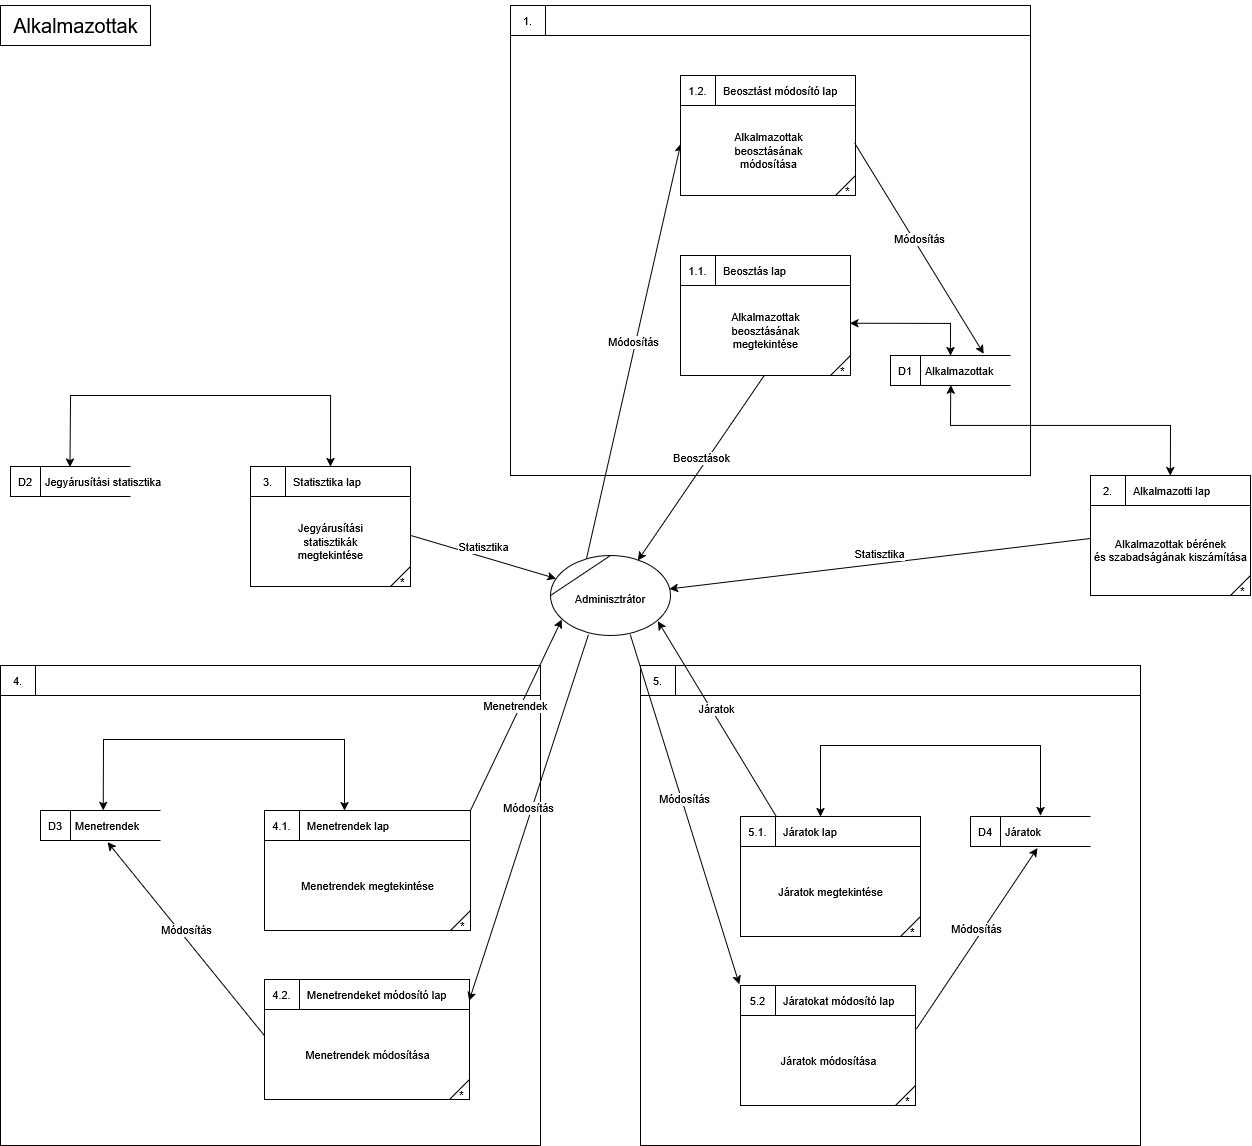 Alkalmazottak
1.
1.2.
Beosztást módosító lap
Alkalmazottak
beosztásának
módosítása
*
Módosítás
1.1.
Beosztás lap
Alkalmazottak
beosztásának
megtekintése
*
Módosítás
D1
Alkalmazottak
Beosztások
D2
Jegyárusítási statisztika
3.
Statisztika lap
Jegyárusítási
statisztikák
megtekintése
*
Statisztika
2.
Alkalmazotti lap
Alkalmazottak bérének
és szabadságának kiszámítása
*
Statisztika
Adminisztrátor
4.
Menetrendek
D3
Menetrendek
4.1.
Menetrendek lap
Menetrendek megtekintése
*
Módosítás
Módosítás
4.2.
Menetrendeket módosító lap
Menetrendek módosítása
*
5.
Járatok
Módosítás
5.1.
Járatok lap
Járatok megtekintése
*
D4
Járatok
Módosítás
5.2
Járatokat módosító lap
Járatok módosítása
*